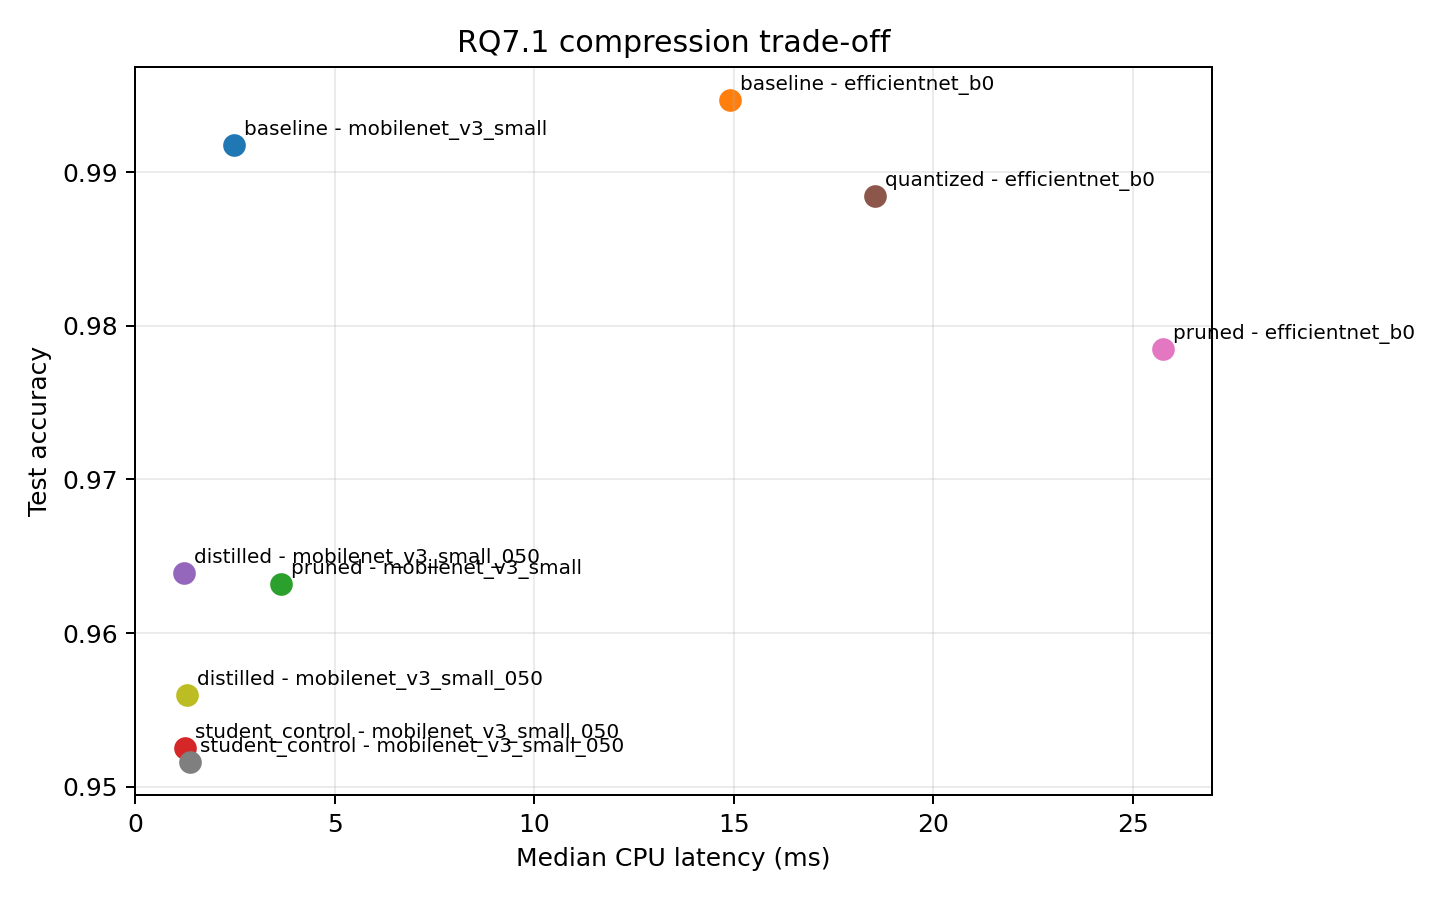 RQ7.1 compression trade-off
baseline - efficientnet_b0
baseline - mobilenet_v3_small
0.99
quantized - efficientnet_b0
0.98
pruned - efficientnet_b0
0.97
distilled - mobilenet_v3_small_050
pruned - mobilenet_v3_small
0.96
distilled - mobilenet_v3_small_050
student_control - mobilenet_v3_small_050
student_control - mobilenet_v3_small_050
0.95
Test accuracy
0 5 10 15 20 25
Median CPU latency (ms)